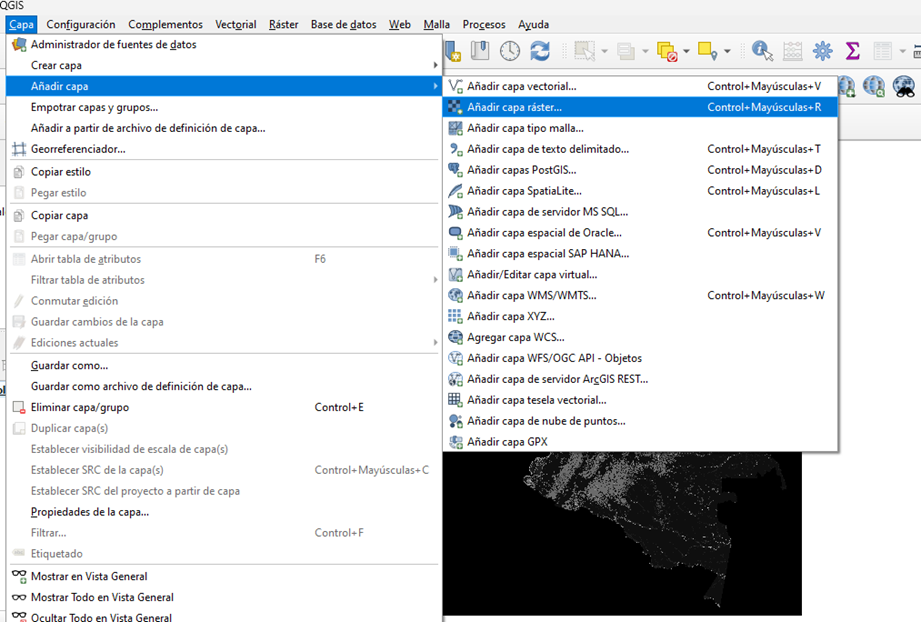 QGIS
Capa Configuración Complementos Vectorial Ráster Base de datos Web Malla Procesos Ayuda
Administrador de fuentes de datos
Crear capa
Añadir capa
Empotrar capas y grupos...
Añadir a partir de archivo de definición de capa...
Georreferenciador...
Copiar estilo
Pegar estilo
Copiar capa
Pegar capa/grupo
Abrir tabla de atributos F6
Filtrar tabla de atributos
Conmutar edición
Guardar cambios de la capa
Ediciones actuales
Guardar como...
Guardar como archivo de definición de capa...
Eliminar capa/grupo Control+E
Duplicar capa(s)
Establecer visibilidad de escala de capa(s)
Establecer SRC de la capa(s) Control+Mayúsculas+C
Establecer SRC del proyecto a partir de capa
Propiedades de la capa...
Filtrar... Control+F
Etiquetado
Mostrar en Vista General
Mostrar Todo en Vista General
Ocultar Todo en Vista General
Añadir capa vectorial... Control+Mayúsculas+V
Añadir capa ráster... Control+Mayúsculas+R
Añadir capa tipo malla...
Añadir capa de texto delimitado... Control+Mayúsculas+T
Añadir capas PostGIS... Control+Mayúsculas+D
Añadir capa SpatiaLite... Control+Mayúsculas+L
Añadir capa de servidor MS SQL...
Añadir capa espacial de Oracle... Control+Mayúsculas+V
Añadir capa espacial SAP HANA...
Añadir/Editar capa virtual...
Añadir capa WMS/WMTS... Control+Mayúsculas+W
Añadir capa XYZ...
Agregar capa WCS...
Añadir capa WFS/OGC API - Objetos
Añadir capa de servidor ArcGIS REST...
Añadir capa tesela vectorial...
Añadir capa de nube de puntos...
Añadir capa GPX